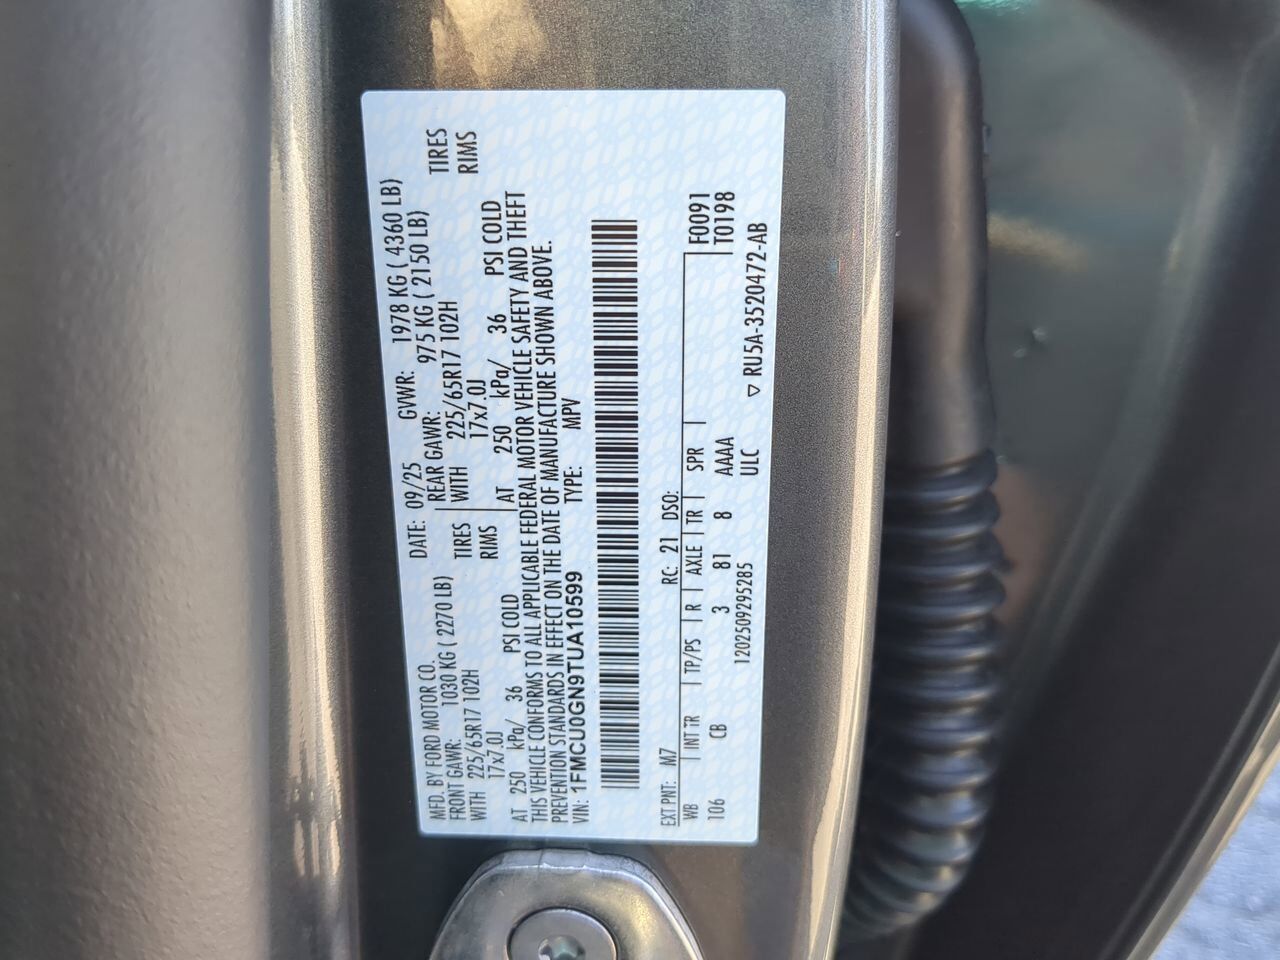 MFD. BY FORD MOTOR CO. DATE: 09/25 GVWR: 1978 KG ( 4360 LB)
FRONT GAWR: 1030 KG ( 2270 LB) REAR GAWR: 975 KG ( 2150 LB)
WITH 225/65R17 102H TIRES WITH 225/65R17 102H TIRES
17x7.0J RIMS 17x7.0J RIMS
AT 250 kPa/ 36 PSI COLD AT 250 kPa/ 36 PSI COLD
THIS VEHICLE CONFORMS TO ALL APPLICABLE FEDERAL MOTOR VEHICLE SAFETY AND THEFT
PREVENTION STANDARDS IN EFFECT ON THE DATE OF MANUFACTURE SHOWN ABOVE.
VIN: 1FMCU0GN9TUA10599 TYPE: MPV
EXT PNT: M7 RC: 21 DSO:
WB | INT TR | TP/PS | R | AXLE | TR | SPR | F0091
106 CB 3 81 8 AAAA T0198
1202509295285 ULC ▽ RU5A-3520472-AB